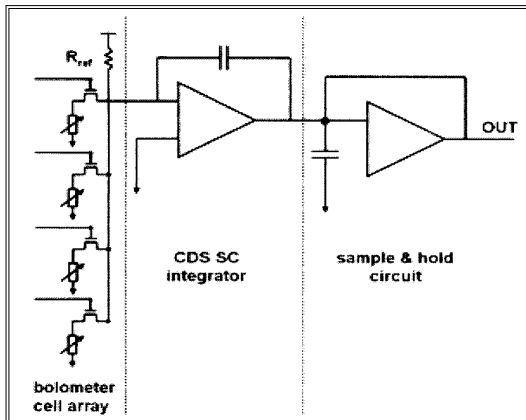 R_ref
OUT
CDS SC
integrator
sample & hold
circuit
bolometer
cell array